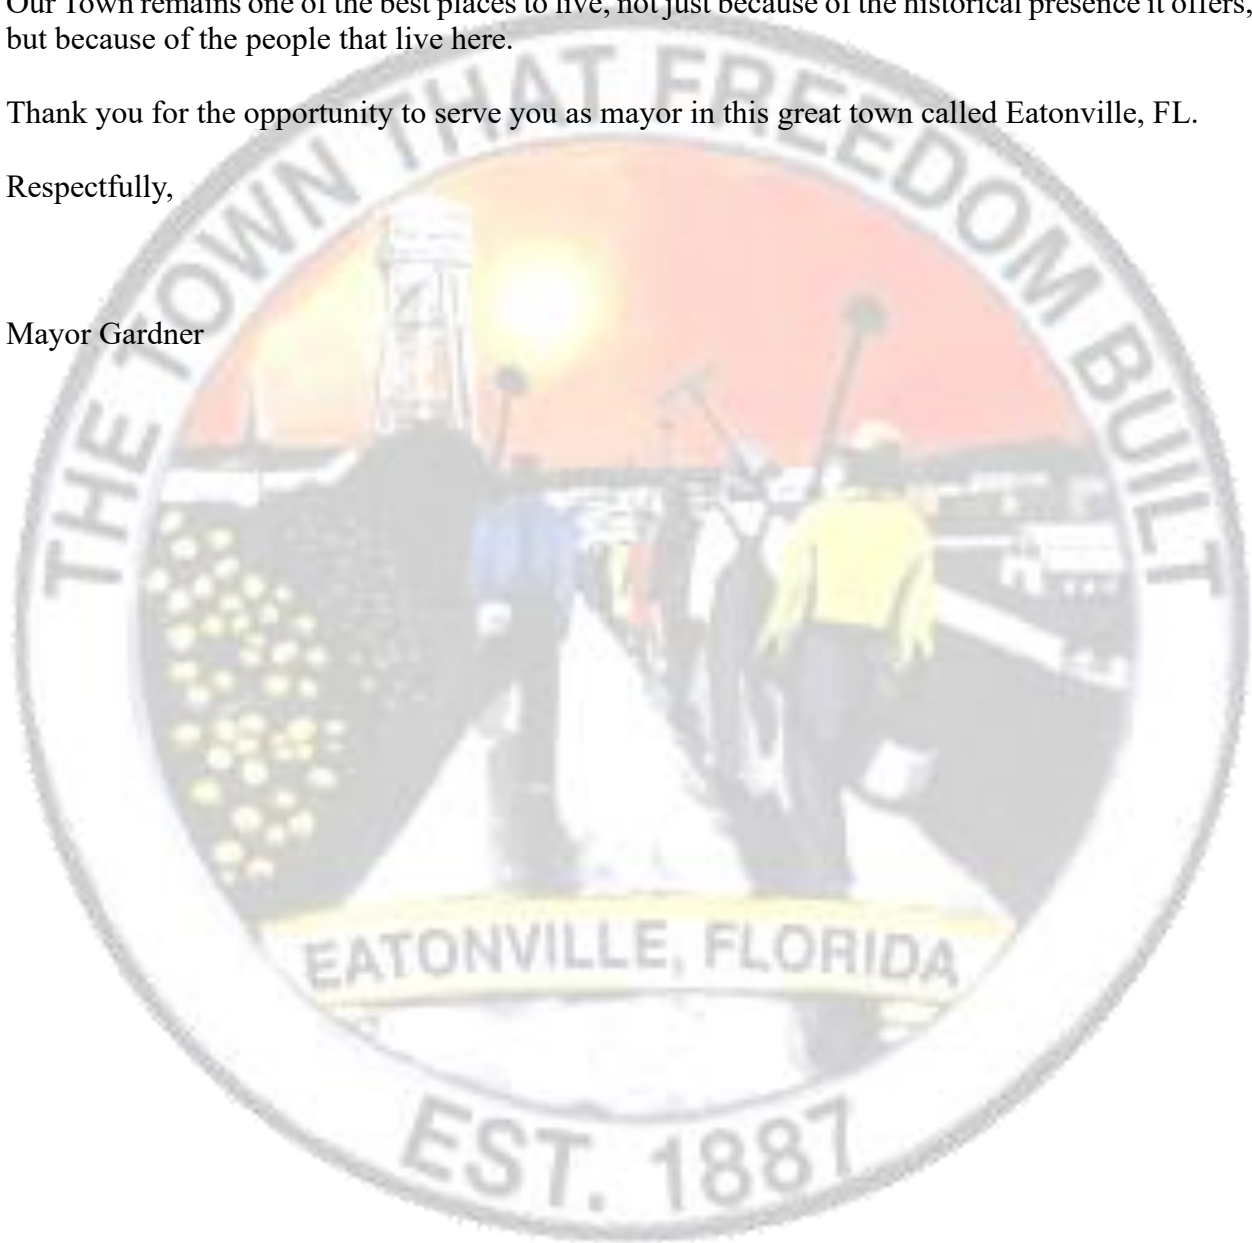 Our Town remains one of the best places to live, not just because of the historical presence it offers,
but because of the people that live here.
Thank you for the opportunity to serve you as mayor in this great town called Eatonville, FL.
Respectfully,
Mayor Gardner
THE TOWN THAT FREEDOM BUILT
EATONVILLE, FLORIDA
EST. 1887